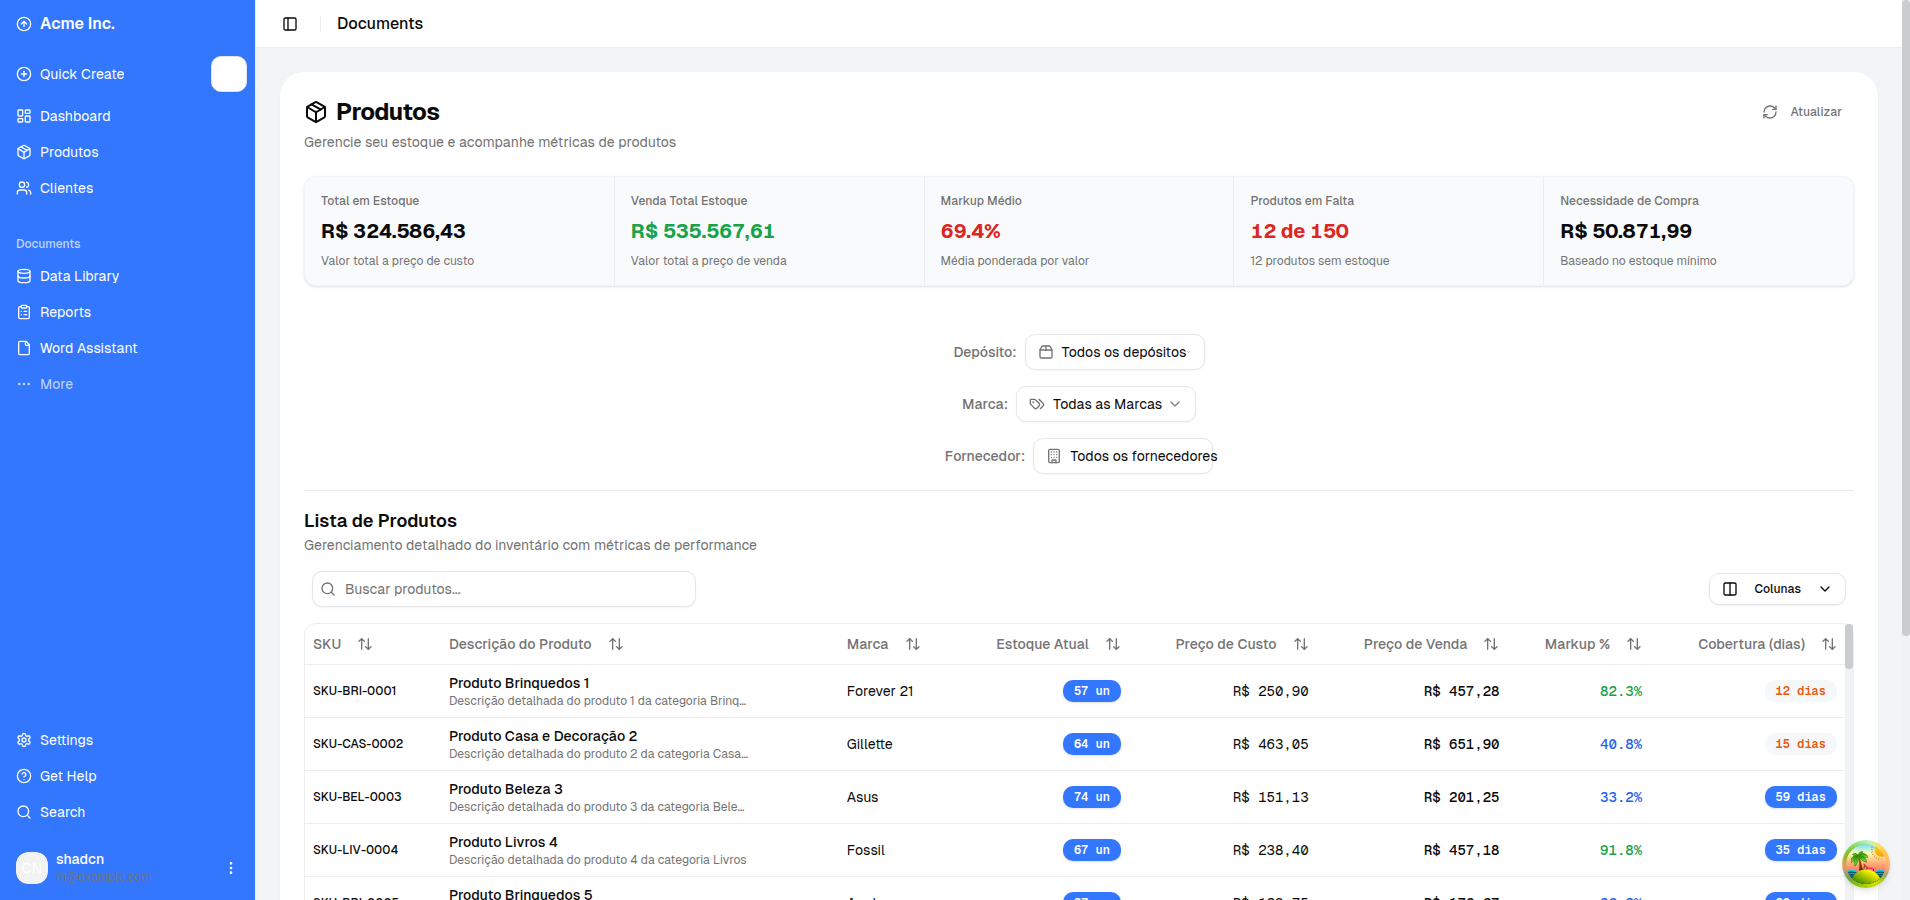 Acme Inc.
Quick Create
Dashboard
Produtos
Clientes
Documents
Data Library
Reports
Word Assistant
More
Settings
Get Help
Search
CN
shadcn
m@example.com
Documents
Produtos
Atualizar
Gerencie seu estoque e acompanhe métricas de produtos
Total em Estoque
R$ 324.586,43
Valor total a preço de custo
Venda Total Estoque
R$ 535.567,61
Valor total a preço de venda
Markup Médio
69.4%
Média ponderada por valor
Produtos em Falta
12 de 150
12 produtos sem estoque
Necessidade de Compra
R$ 50.871,99
Baseado no estoque mínimo
Depósito: Todos os depósitos
Marca: Todas as Marcas
Fornecedor: Todos os fornecedores
Lista de Produtos
Gerenciamento detalhado do inventário com métricas de performance
Buscar produtos...
Colunas
SKU Descrição do Produto Marca Estoque Atual Preço de Custo Preço de Venda Markup % Cobertura (dias)
SKU-BRI-0001 Produto Brinquedos 1 Forever 21 57 un R$ 250,90 R$ 457,28 82.3% 12 dias
Descrição detalhada do produto 1 da categoria Brinq...
SKU-CAS-0002 Produto Casa e Decoração 2 Gillette 64 un R$ 463,05 R$ 651,90 40.8% 15 dias
Descrição detalhada do produto 2 da categoria Casa...
SKU-BEL-0003 Produto Beleza 3 Asus 74 un R$ 151,13 R$ 201,25 33.2% 59 dias
Descrição detalhada do produto 3 da categoria Bele...
SKU-LIV-0004 Produto Livros 4 Fossil 67 un R$ 238,40 R$ 457,18 91.8% 35 dias
Descrição detalhada do produto 4 da categoria Livros
Produto Brinquedos 5